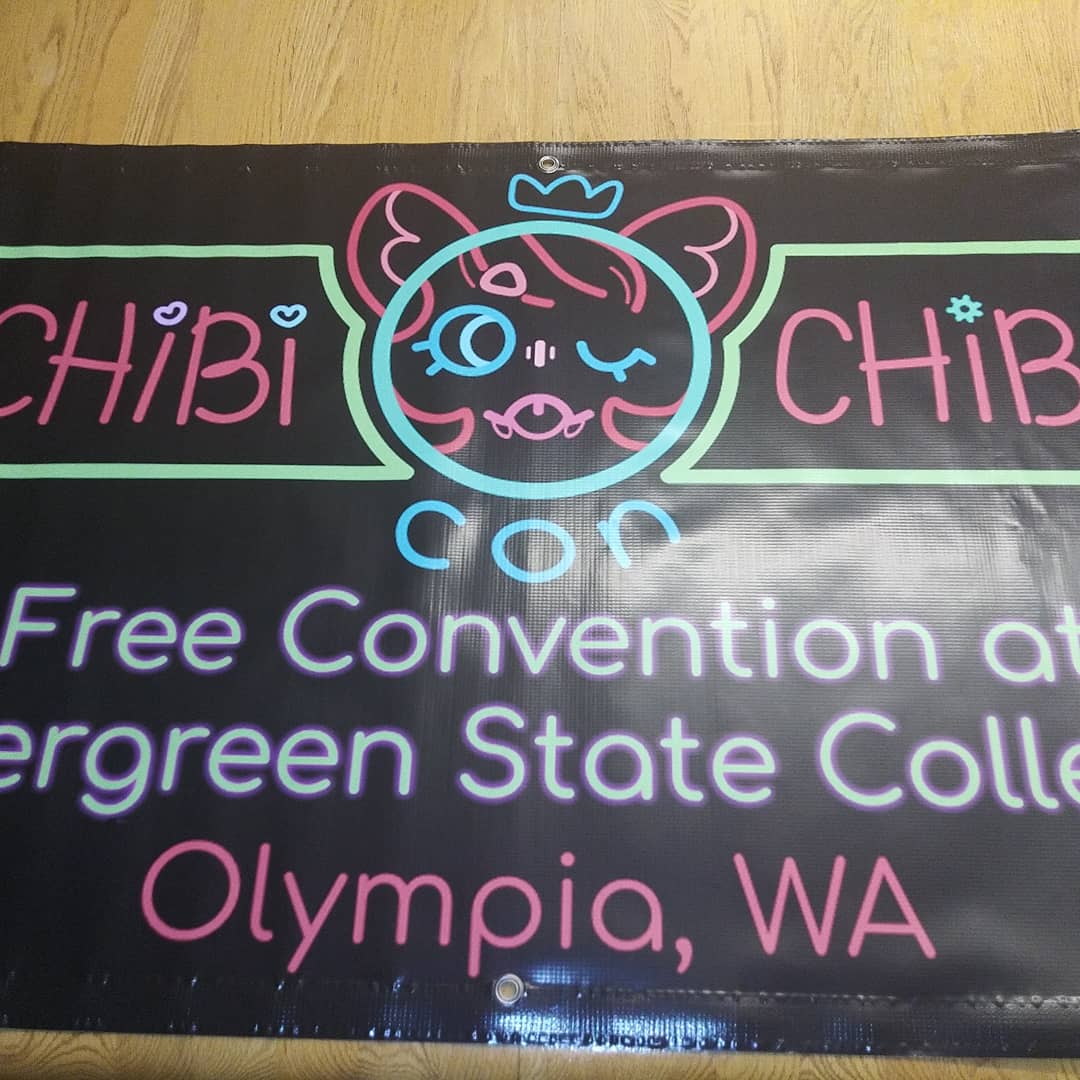 CHiBi CHiB
con
Free Convention at
ergreen State Colle
Olympia, WA